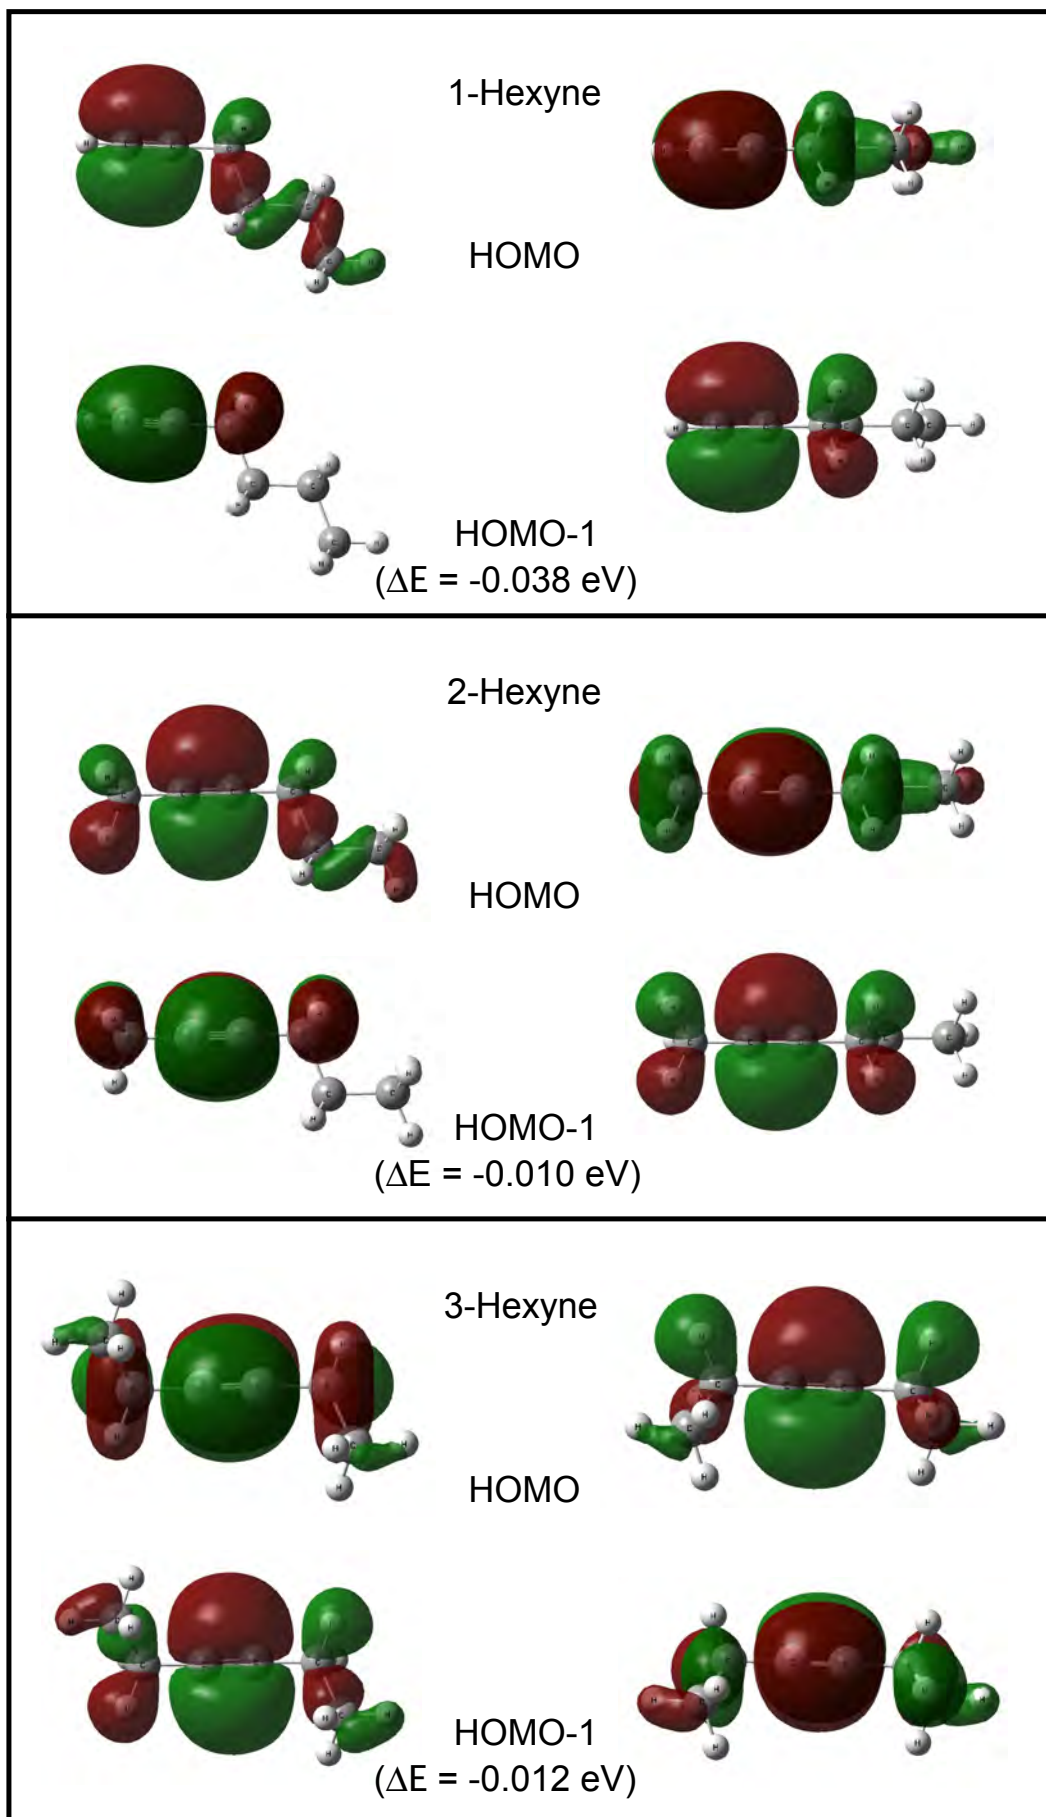 1-Hexyne
HOMO
HOMO-1
(ΔE = -0.038 eV)
2-Hexyne
HOMO
HOMO-1
(ΔE = -0.010 eV)
3-Hexyne
HOMO
HOMO-1
(ΔE = -0.012 eV)